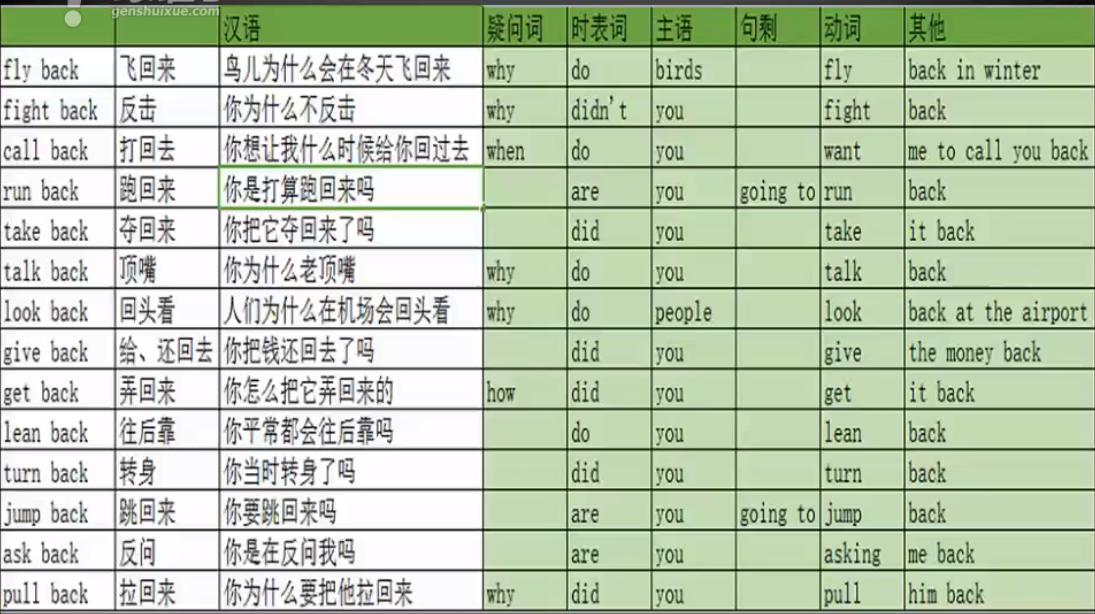 genshuixue.com
汉语 疑问词 时表词 主语 句剩 动词 其他
fly back 飞回来 鸟儿为什么会在冬天飞回来 why do birds fly back in winter
fight back 反击 你为什么不反击 why didn't you fight back
call back 打回去 你想让我什么时候给你回过去 when do you want me to call you back
run back 跑回来 你是打算跑回来吗 are you going to run back
take back 夺回来 你把它夺回来了吗 did you take it back
talk back 顶嘴 你为什么老顶嘴 why do you talk back
look back 回头看 人们为什么在机场会回头看 why do people look back at the airport
give back 给、还回去 你把钱还回去了吗 did you give the money back
get back 弄回来 你怎么把它弄回来的 how did you get it back
lean back 往后靠 你平常都会往后靠吗 do you lean back
turn back 转身 你当时转身了吗 did you turn back
jump back 跳回来 你要跳回来吗 are you going to jump back
ask back 反问 你是在反问我吗 are you asking me back
pull back 拉回来 你为什么要把他拉回来 why did you pull him back